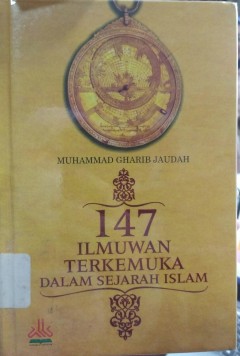 MUHAMMAD GHARIB JAUDAH
147
ILMUWAN
TERKEMUKA
DALAM SEJARAH ISLAM